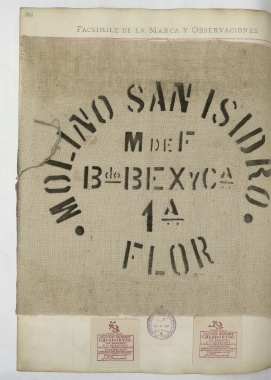 FACSIMILE DE LA MARCA Y OBSERVACIONES
• MOLINO SAN ISIDRO •
M DE F
Bdo BEX Y Ca
1A
FLOR